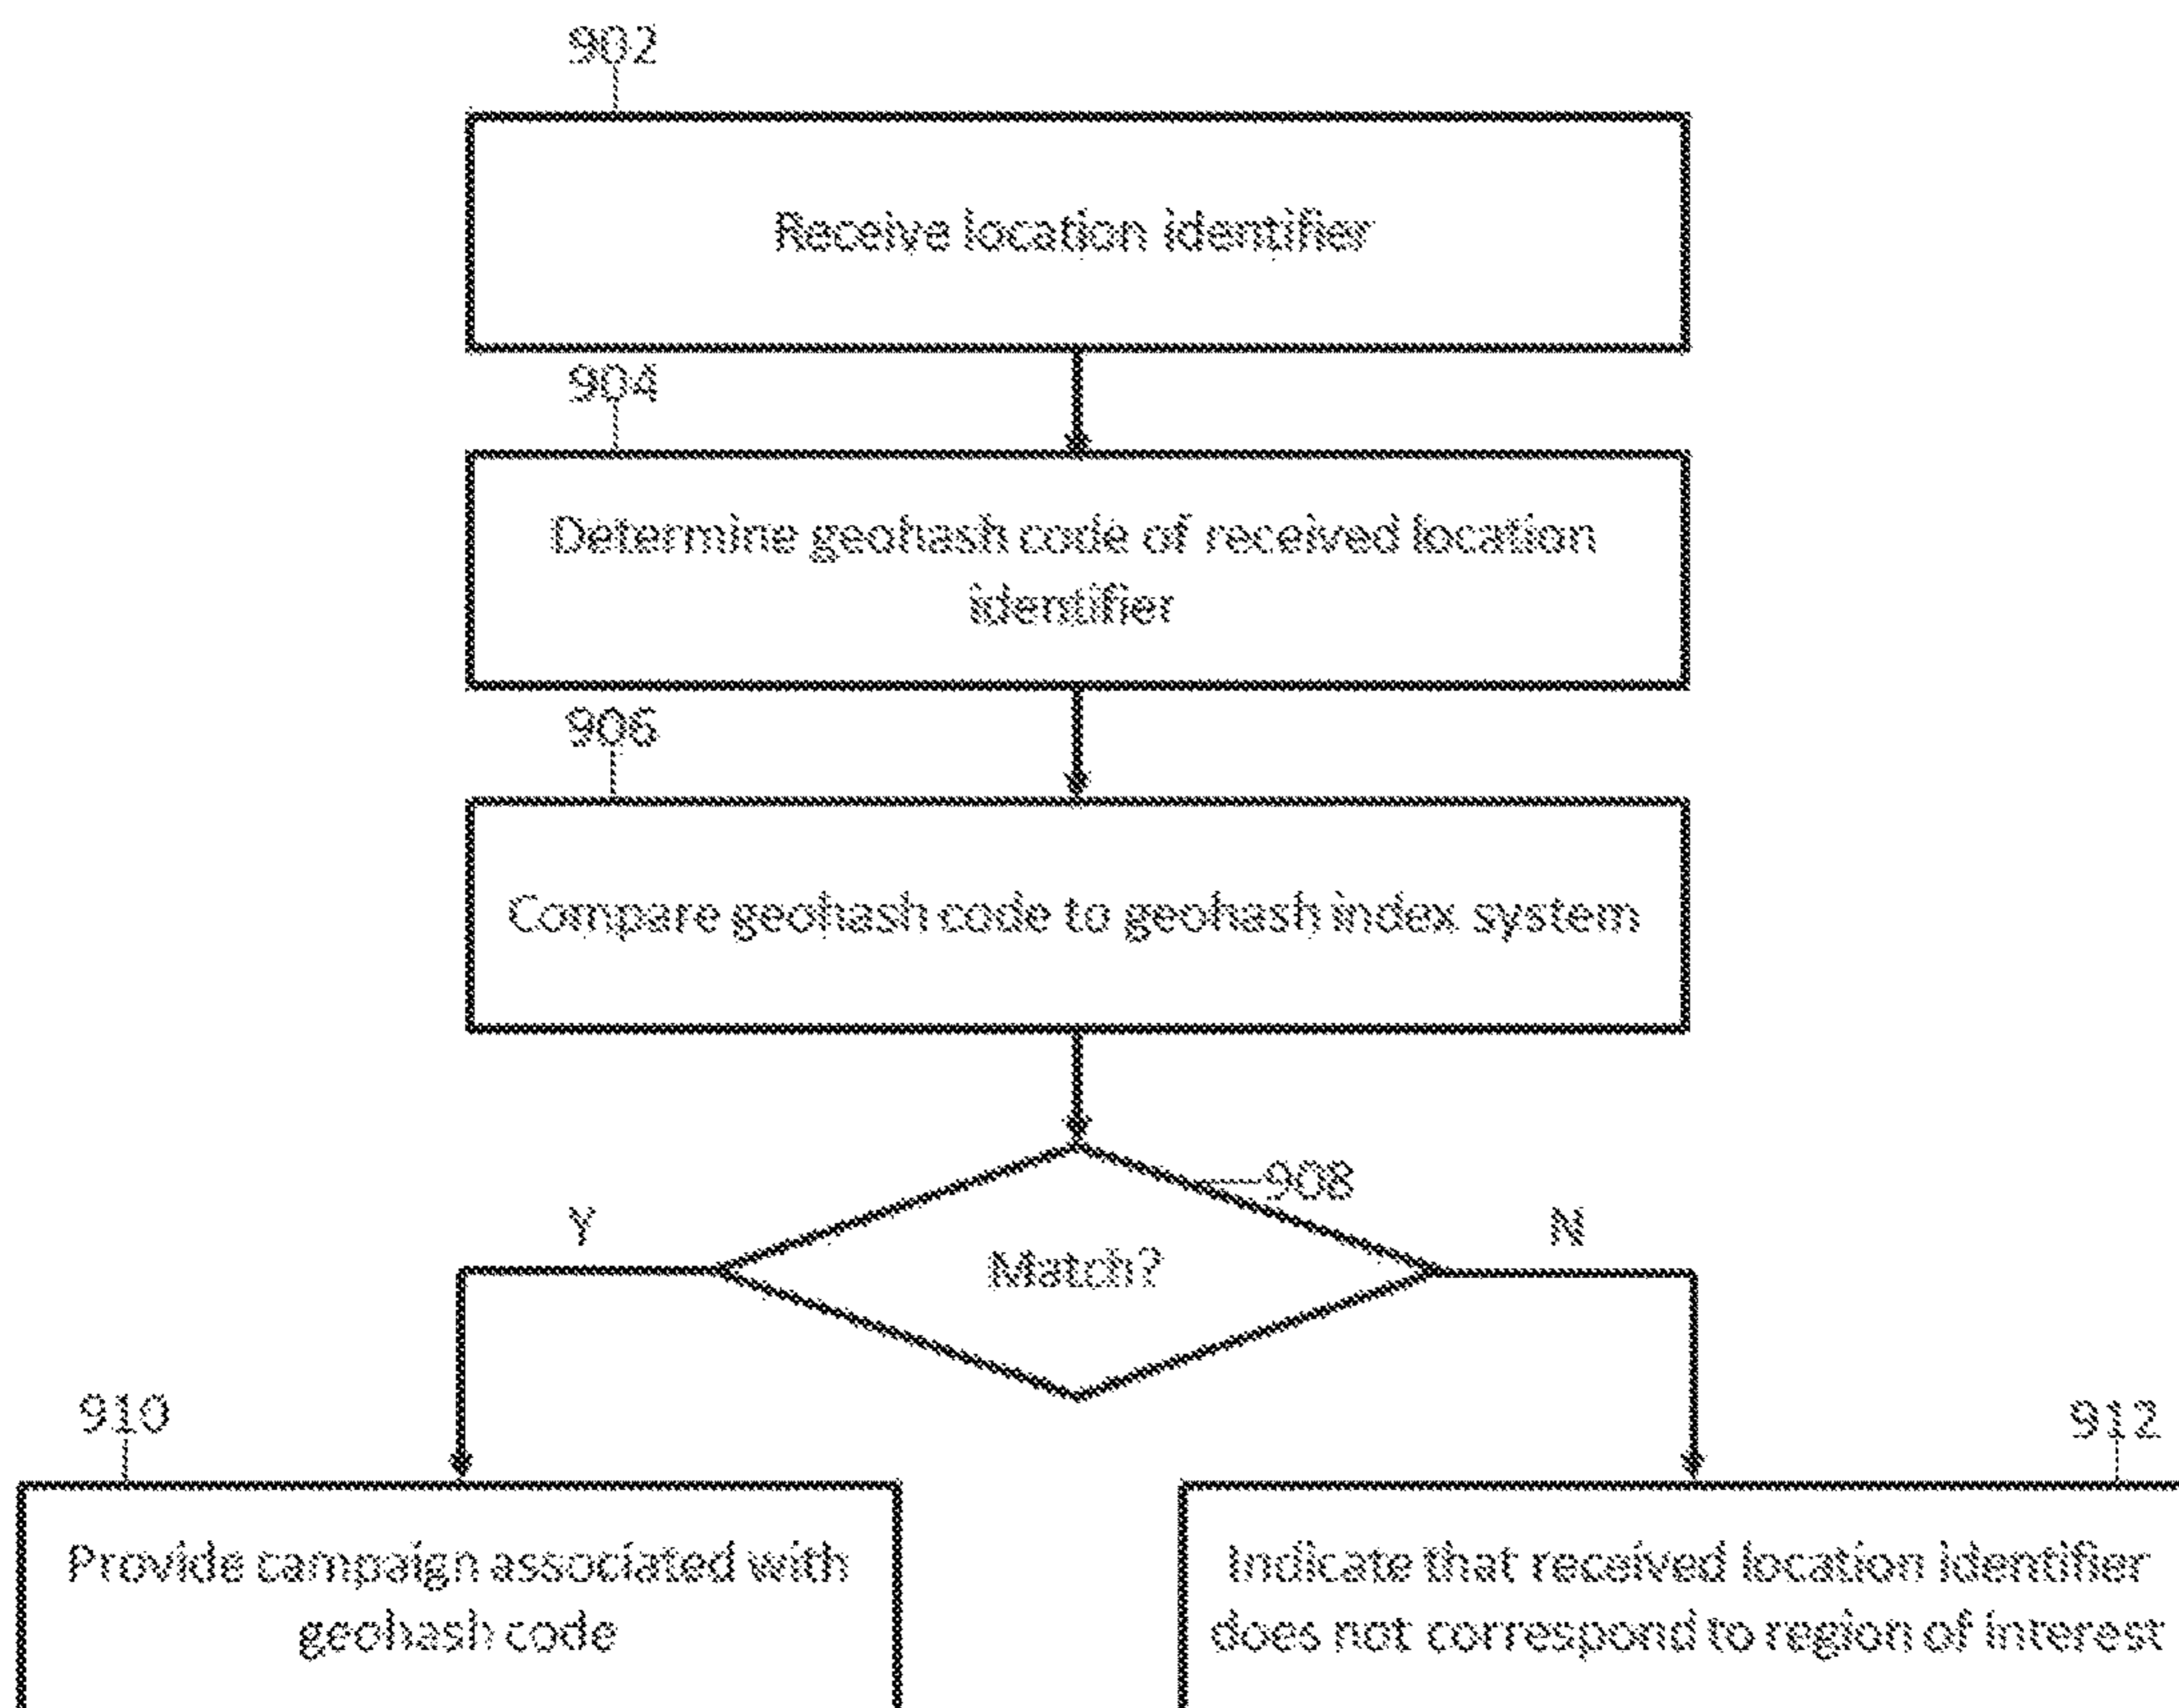 902
Receive location identifier
904
Determine geohash code of received location
identifier
906
Compare geohash code to geohash index system
908
Y
N
Match?
910
912
Provide campaign associated with
geohash code
Indicate that received location identifier
does not correspond to region of interest